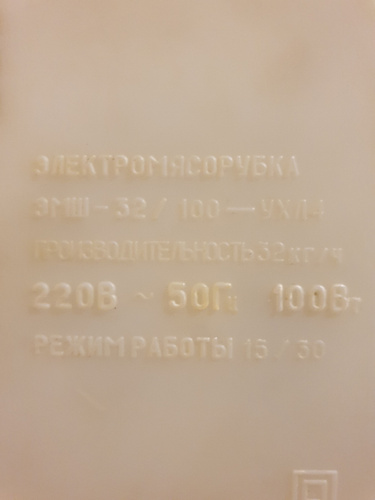 ЭЛЕКТРОМЯСОРУБКА
ЭМШ-32/100-УХЛ4
ПРОИЗВОДИТЕЛЬНОСТЬ 32 кг/ч
220В ~ 50Гц 100Вт
РЕЖИМ РАБОТЫ 15/30